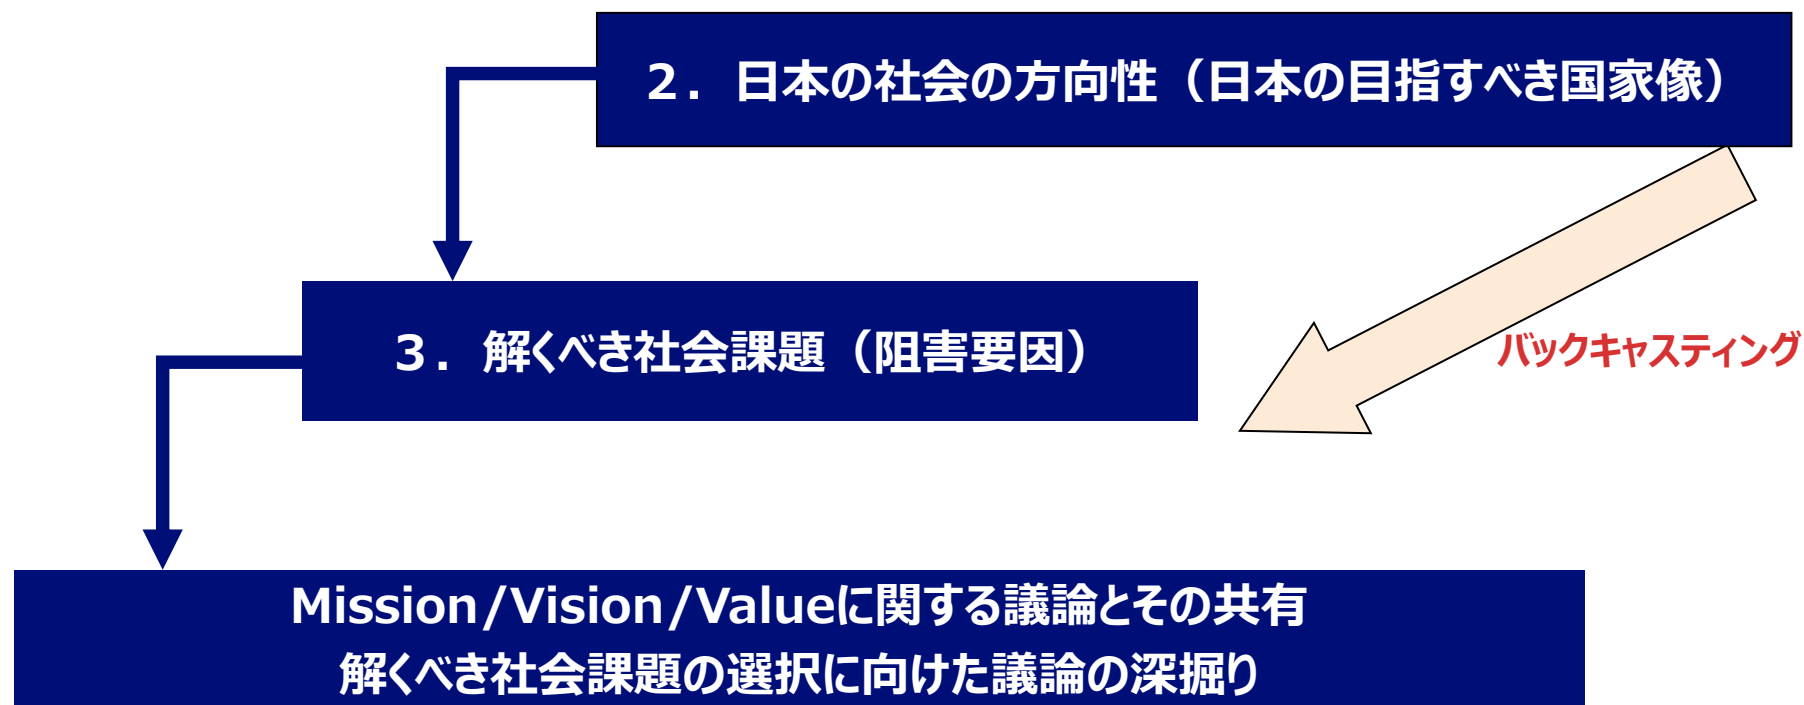 ２．日本の社会の方向性（日本の目指すべき国家像）
３．解くべき社会課題（阻害要因）
バックキャスティング
Mission/Vision/Valueに関する議論とその共有
解くべき社会課題の選択に向けた議論の深掘り